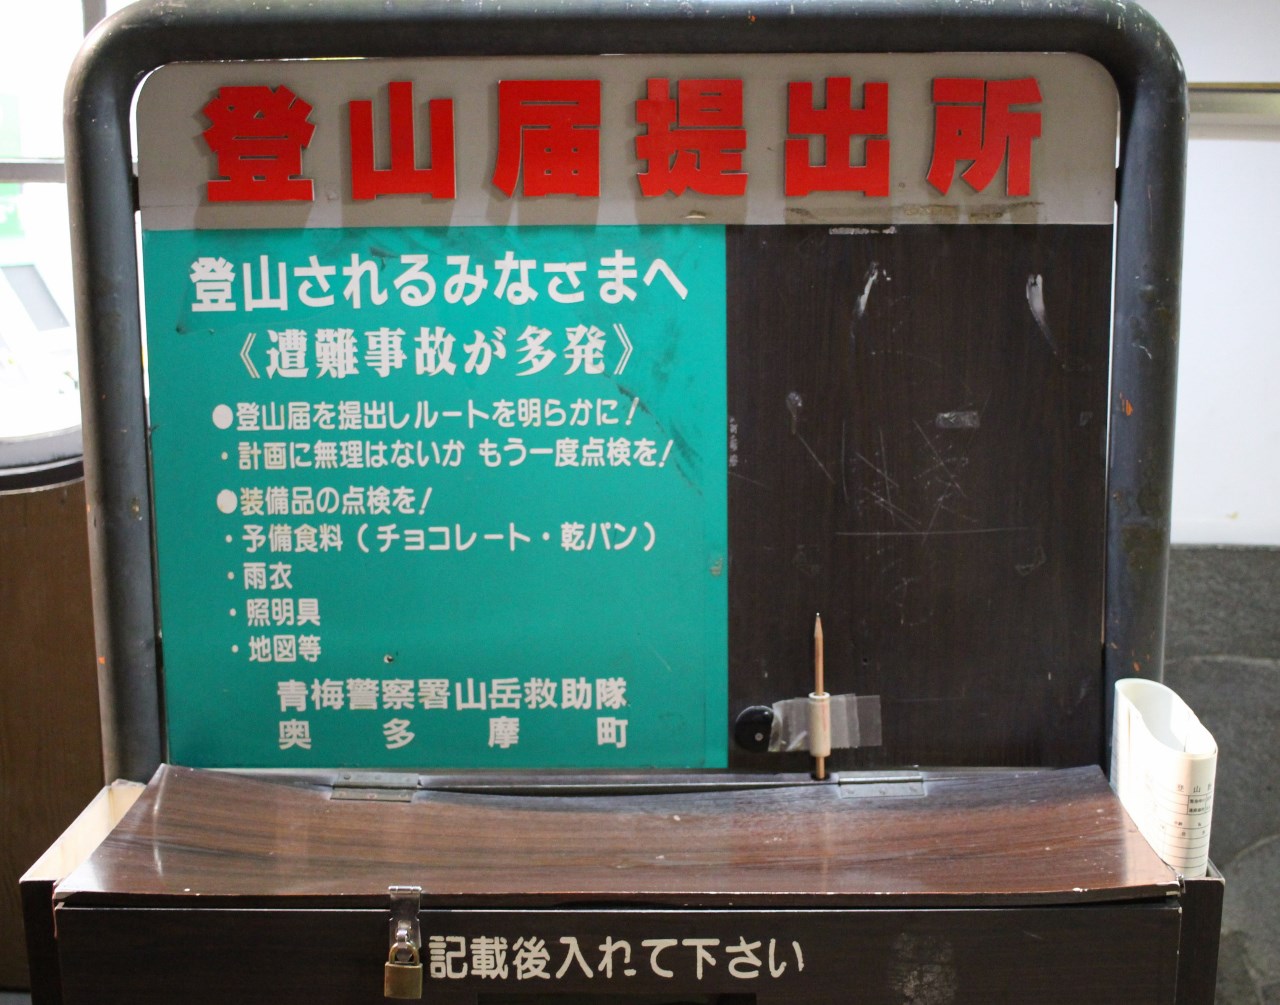 登山届提出所
登山されるみなさまへ
《遭難事故が多発》
●登山届を提出しルートを明らかに!
・計画に無理はないか もう一度点検を!
●装備品の点検を!
・予備食料（チョコレート・乾パン）
・雨衣
・照明具
・地図等
青梅警察署山岳救助隊
奥多摩町
登山
記載後入れて下さい